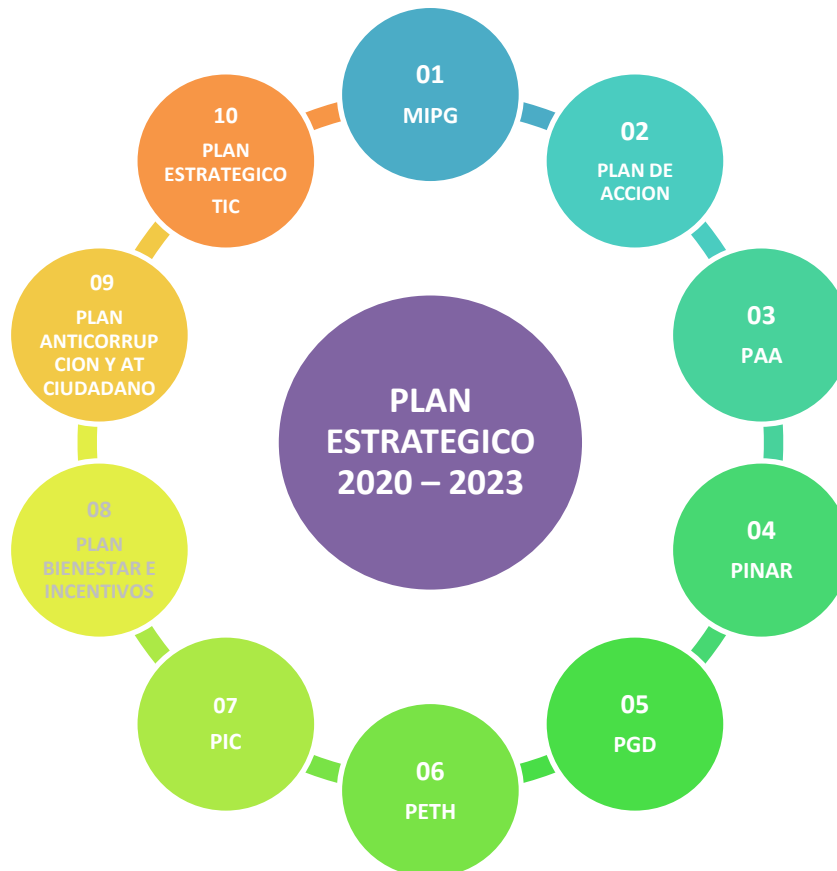 01
MIPG
02
PLAN DE
ACCION
03
PAA
04
PINAR
05
PGD
06
PETH
07
PIC
08
PLAN
BIENESTAR E
INCENTIVOS
09
PLAN
ANTICORRUP
CION Y AT
CIUDADANO
10
PLAN
ESTRATEGICO
TIC
PLAN
ESTRATEGICO
2020 – 2023